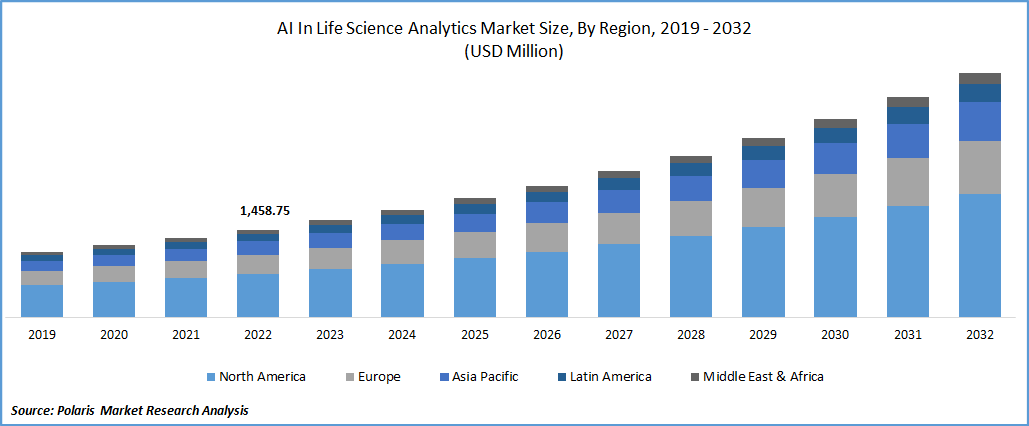 AI In Life Science Analytics Market Size, By Region, 2019 - 2032
(USD Million)
1,458.75
2019 2020 2021 2022 2023 2024 2025 2026 2027 2028 2029 2030 2031 2032
North America Europe Asia Pacific Latin America Middle East & Africa
Source: Polaris Market Research Analysis